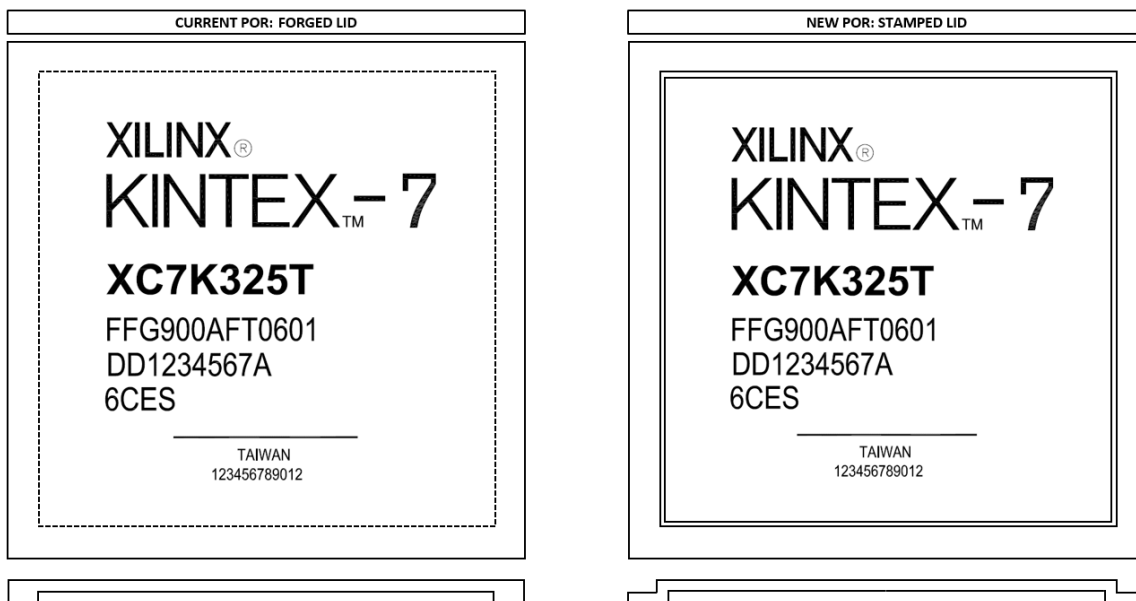 CURRENT POR: FORGED LID
XILINX®
KINTEX™-7
XC7K325T
FFG900AFT0601
DD1234567A
6CES
TAIWAN
123456789012
NEW POR: STAMPED LID
XILINX®
KINTEX™-7
XC7K325T
FFG900AFT0601
DD1234567A
6CES
TAIWAN
123456789012